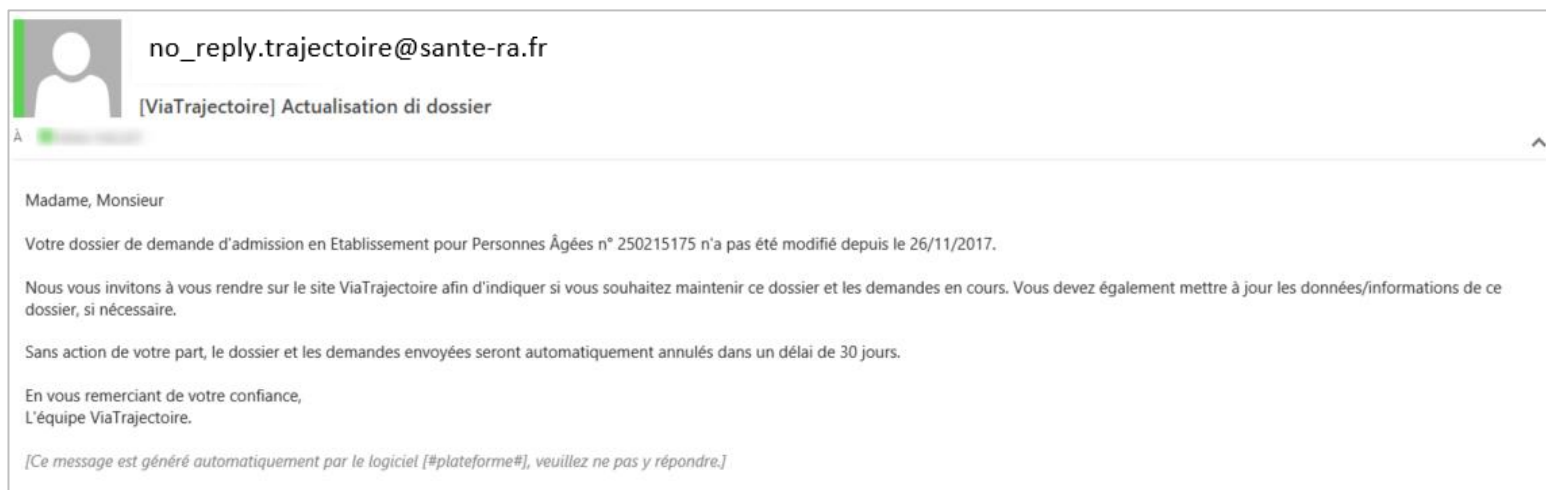 no_reply.trajectoire@sante-ra.fr
[ViaTrajectoire] Actualisation di dossier
À
Madame, Monsieur
Votre dossier de demande d'admission en Etablissement pour Personnes Âgées n° 250215175 n'a pas été modifié depuis le 26/11/2017.
Nous vous invitons à vous rendre sur le site ViaTrajectoire afin d'indiquer si vous souhaitez maintenir ce dossier et les demandes en cours. Vous devez également mettre à jour les données/informations de ce
dossier, si nécessaire.
Sans action de votre part, le dossier et les demandes envoyées seront automatiquement annulés dans un délai de 30 jours.
En vous remerciant de votre confiance,
L'équipe ViaTrajectoire.
[Ce message est généré automatiquement par le logiciel [#plateforme#], veuillez ne pas y répondre.]